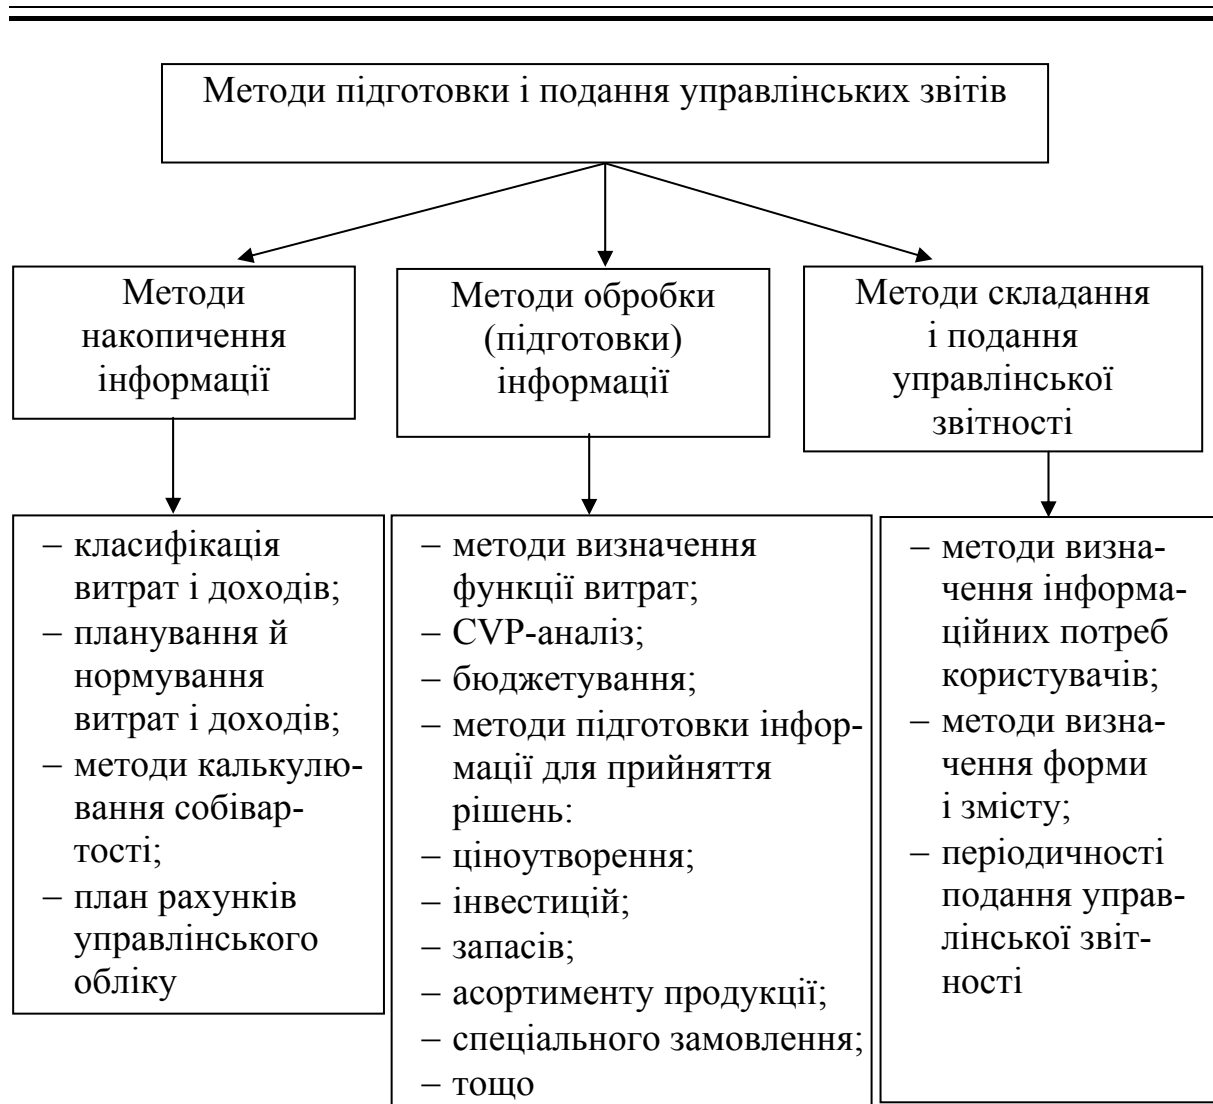 Методи підготовки і подання управлінських звітів
Методи
накопичення
інформації
Методи обробки
(підготовки)
інформації
Методи складання
і подання
управлінської
звітності
– класифікація
витрат і доходів;
– планування й
нормування
витрат і доходів;
– методи калькулю-
вання собівар-
тості;
– план рахунків
управлінського
обліку
– методи визначення
функції витрат;
– CVP-аналіз;
– бюджетування;
– методи підготовки інфор-
мації для прийняття
рішень:
– ціноутворення;
– інвестицій;
– запасів;
– асортименту продукції;
– спеціального замовлення;
– тощо
– методи визна-
чення інформа-
ційних потреб
користувачів;
– методи визна-
чення форми
і змісту;
– періодичності
подання управ-
лінської звіт-
ності